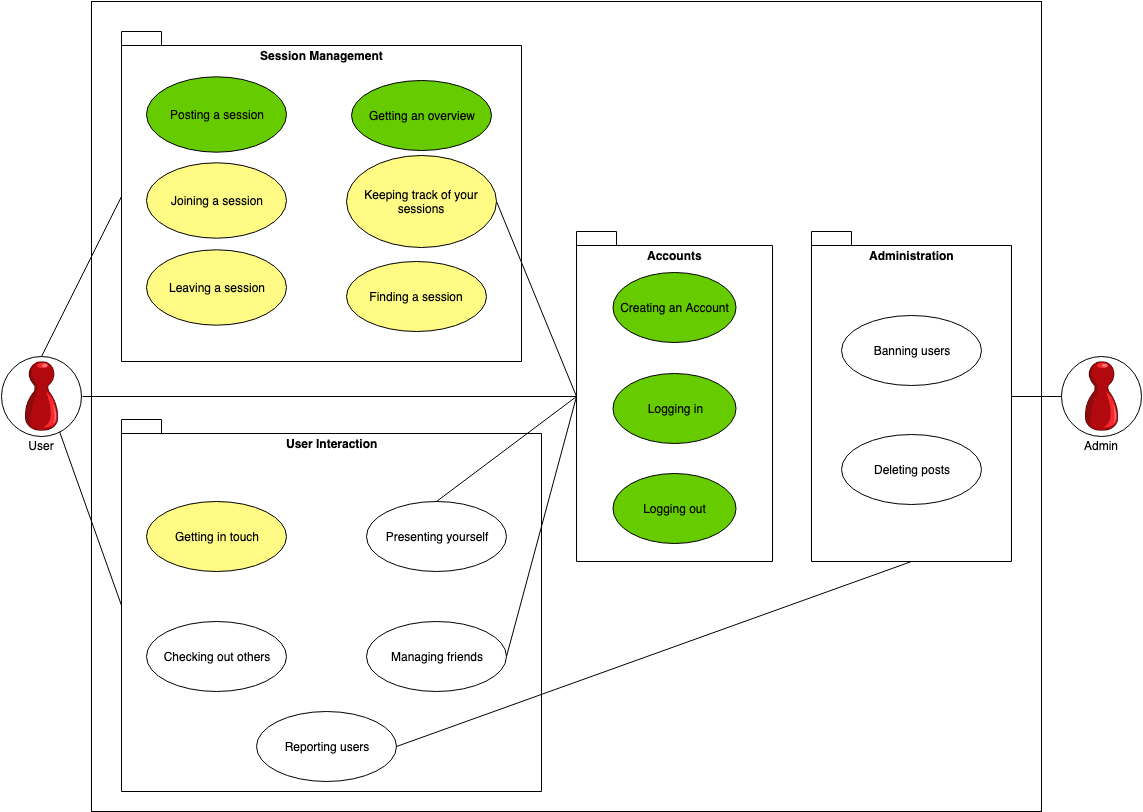 Session Management
Posting a session
Getting an overview
Joining a session
Keeping track of your
sessions
Leaving a session
Finding a session
User
User Interaction
Getting in touch
Presenting yourself
Checking out others
Managing friends
Reporting users
Accounts
Creating an Account
Logging in
Logging out
Administration
Banning users
Deleting posts
Admin